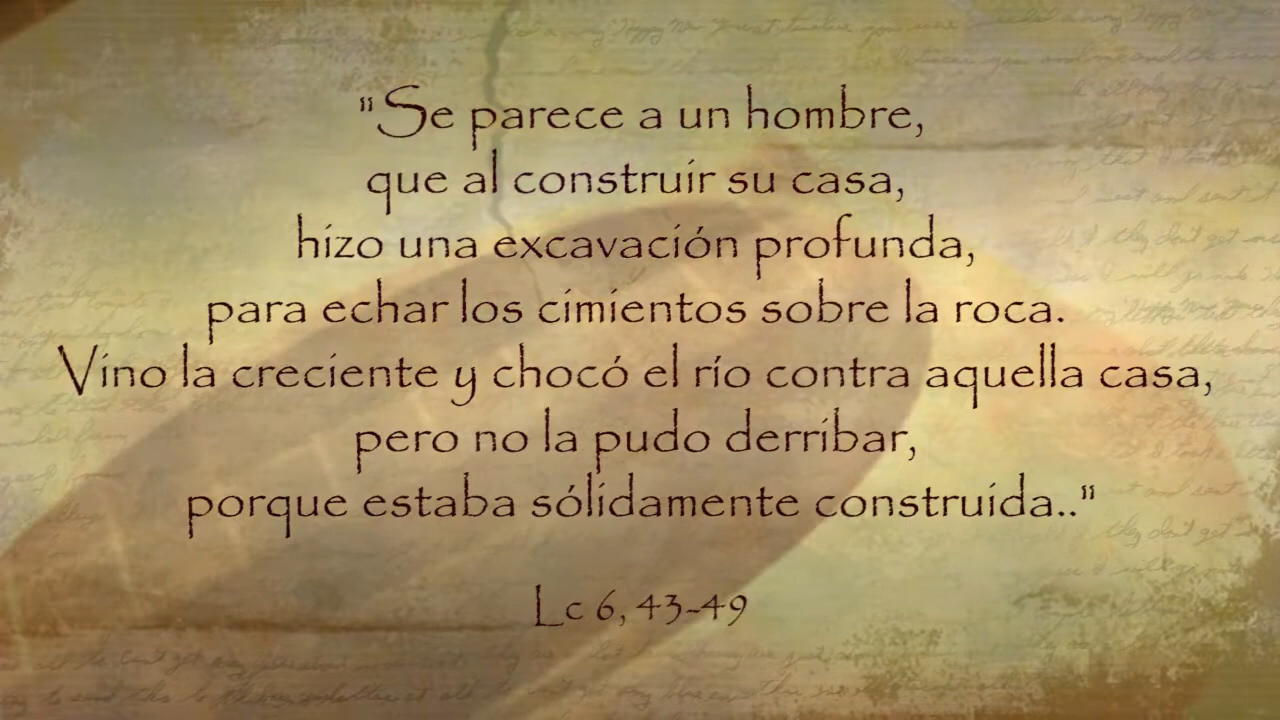 "Se parece a un hombre,
que al construir su casa,
hizo una excavación profunda,
para echar los cimientos sobre la roca.
Vino la creciente y chocó el río contra aquella casa,
pero no la pudo derribar,
porque estaba sólidamente construida.."
Lc 6, 43-49